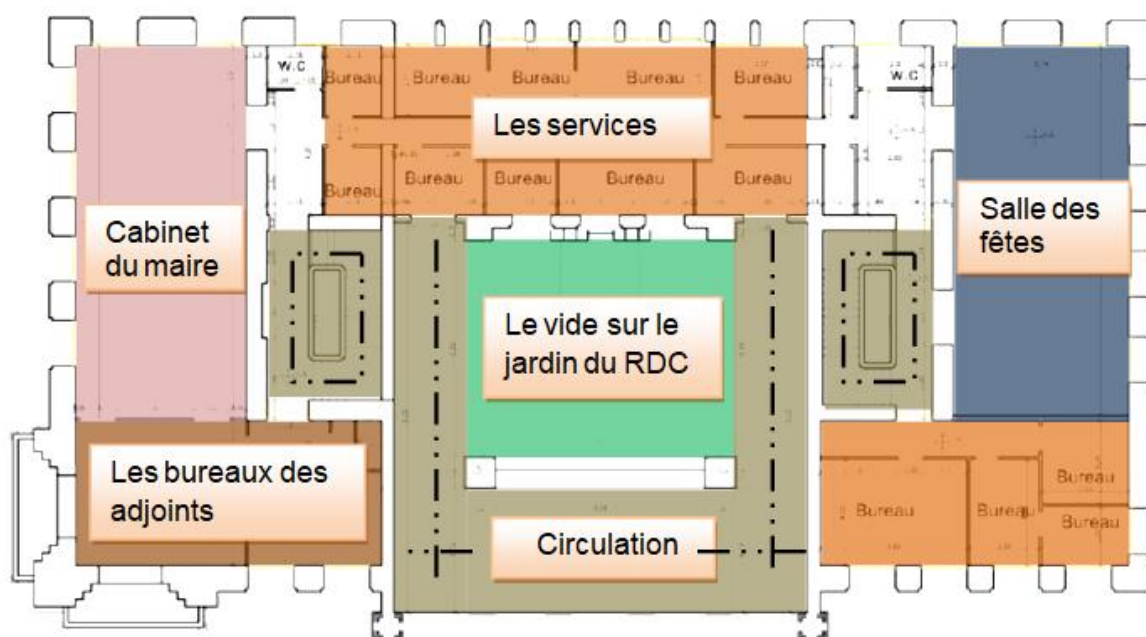 W.C
Bureau
Bureau
Bureau
Bureau
Bureau
W.C
Les services
Bureau
Bureau
Bureau
Bureau
Bureau
Cabinet
du maire
Salle des
fêtes
Le vide sur le
jardin du RDC
Les bureaux des
adjoints
Circulation
Bureau
Bureau
Bureau
Bureau